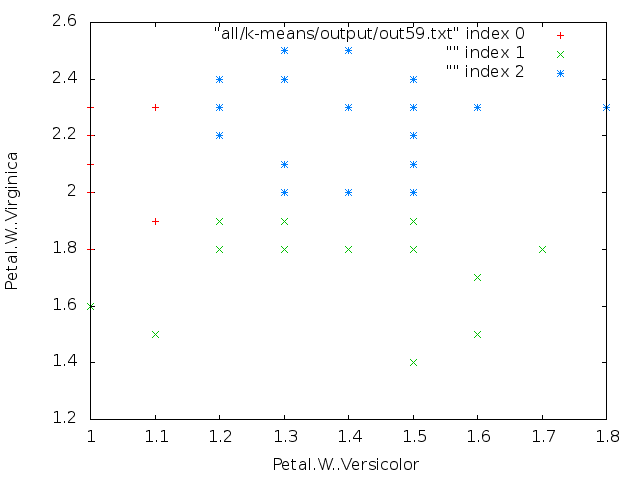 2.6
"all/k-means/output/out59.txt" index 0
"" index 1
"" index 2
2.4
2.2
2
1.8
1.6
1.4
1.2
Petal.W..Virginica
1 1.1 1.2 1.3 1.4 1.5 1.6 1.7 1.8
Petal.W..Versicolor